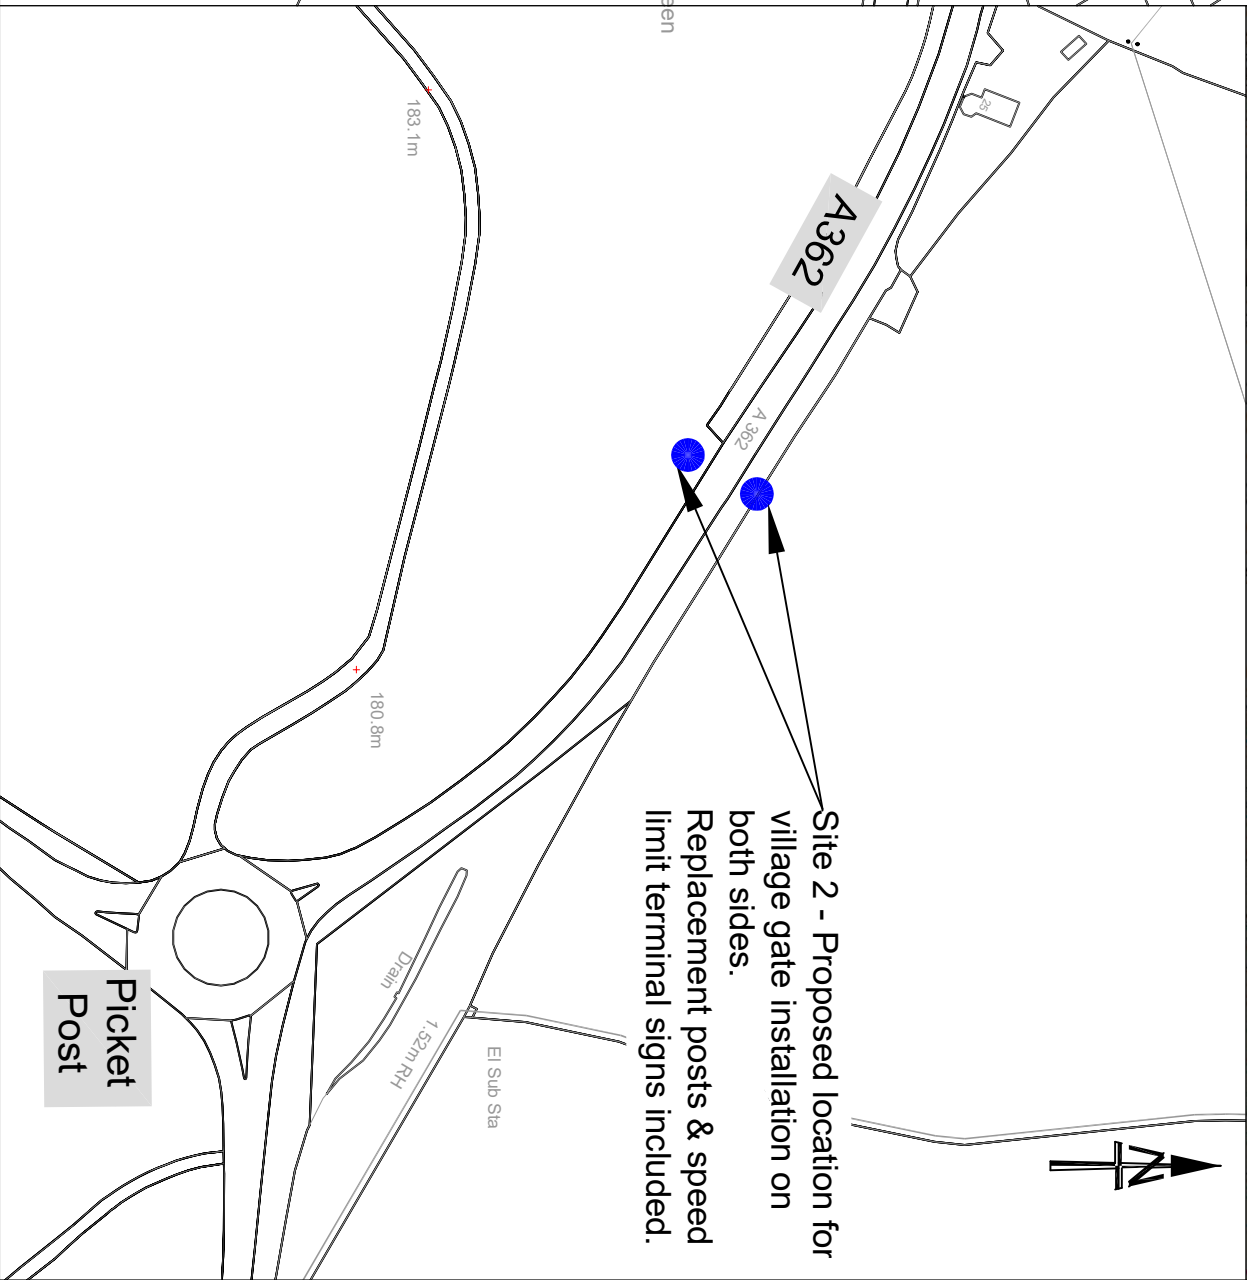 een
183.1m
25
A362
A 362
180.8m
Site 2 - Proposed location for
village gate installation on
both sides.
Replacement posts & speed
limit terminal signs included.
Drain
1.52m RH
El Sub Sta
Picket
Post
N